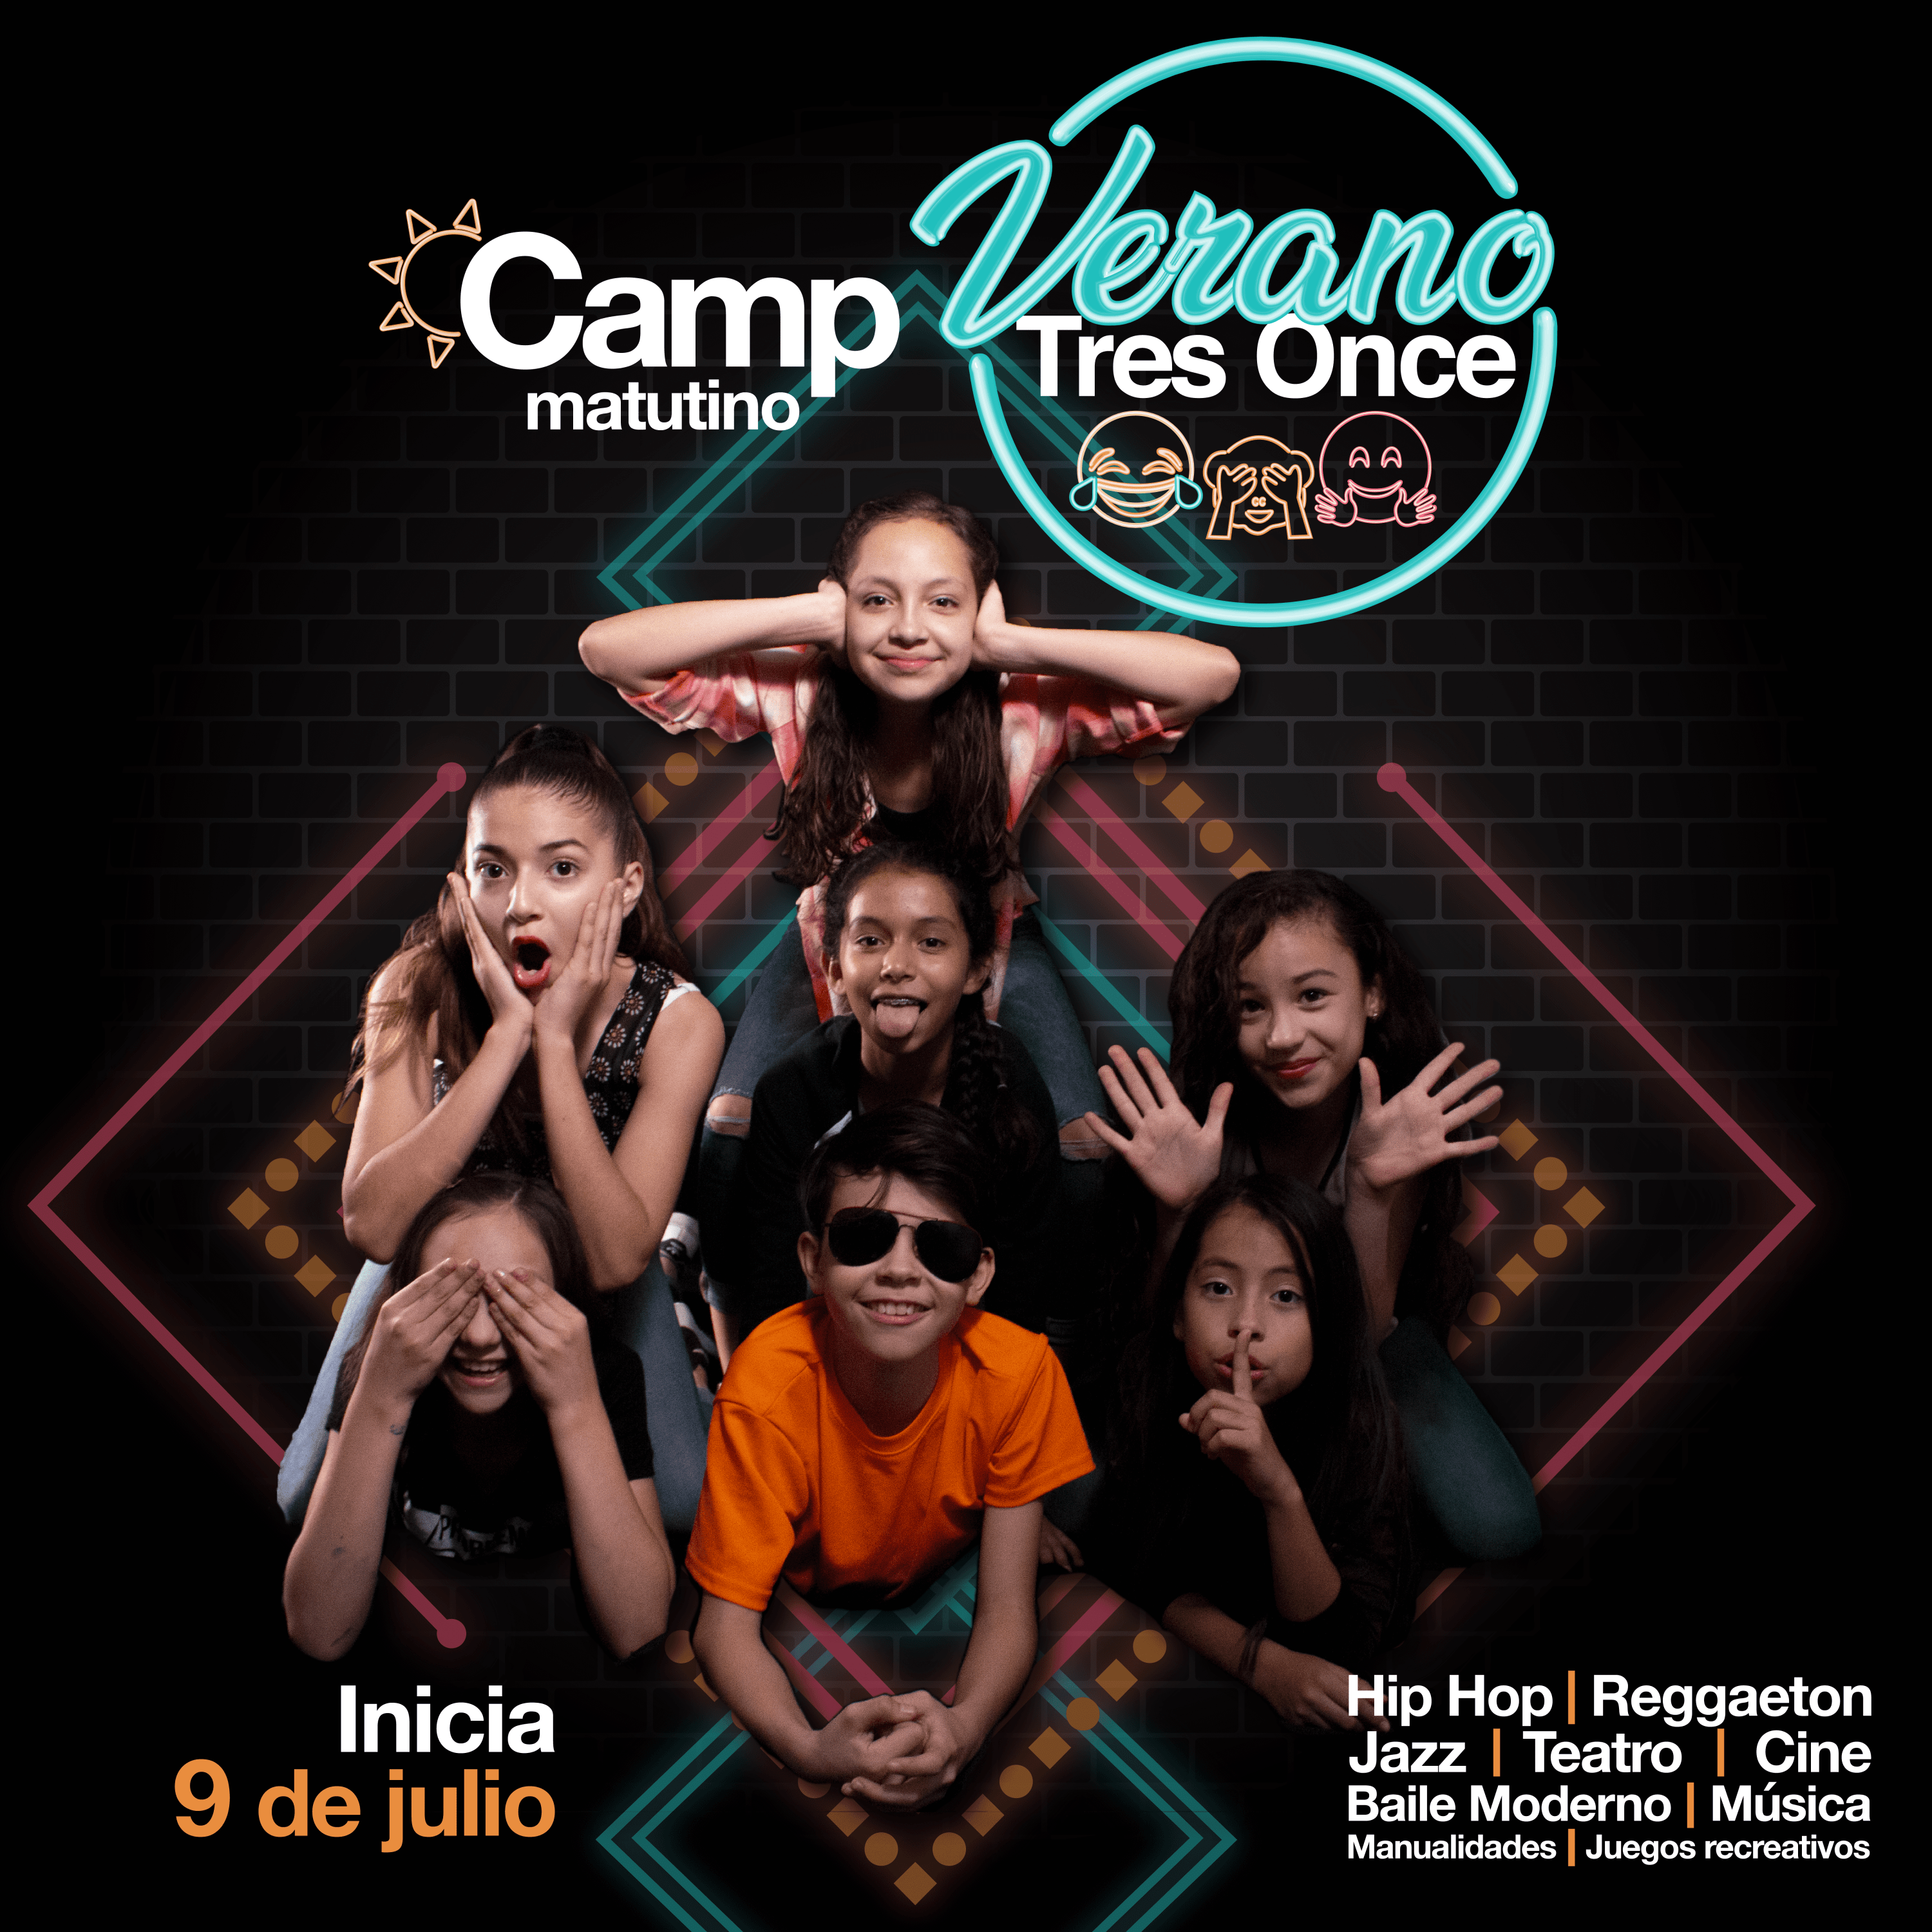 Camp
matutino
Verano
Tres Once
Inicia
9 de julio
Hip Hop | Reggaeton
Jazz | Teatro | Cine
Baile Moderno | Música
Manualidades | Juegos recreativos